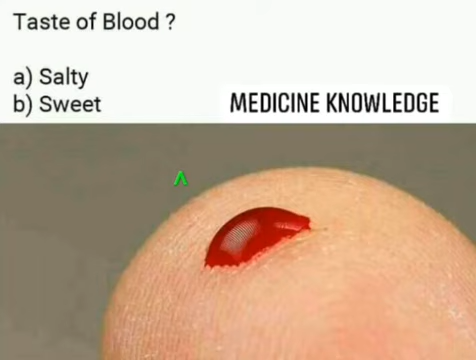 Taste of Blood ?
a) Salty
b) Sweet
MEDICINE KNOWLEDGE
^